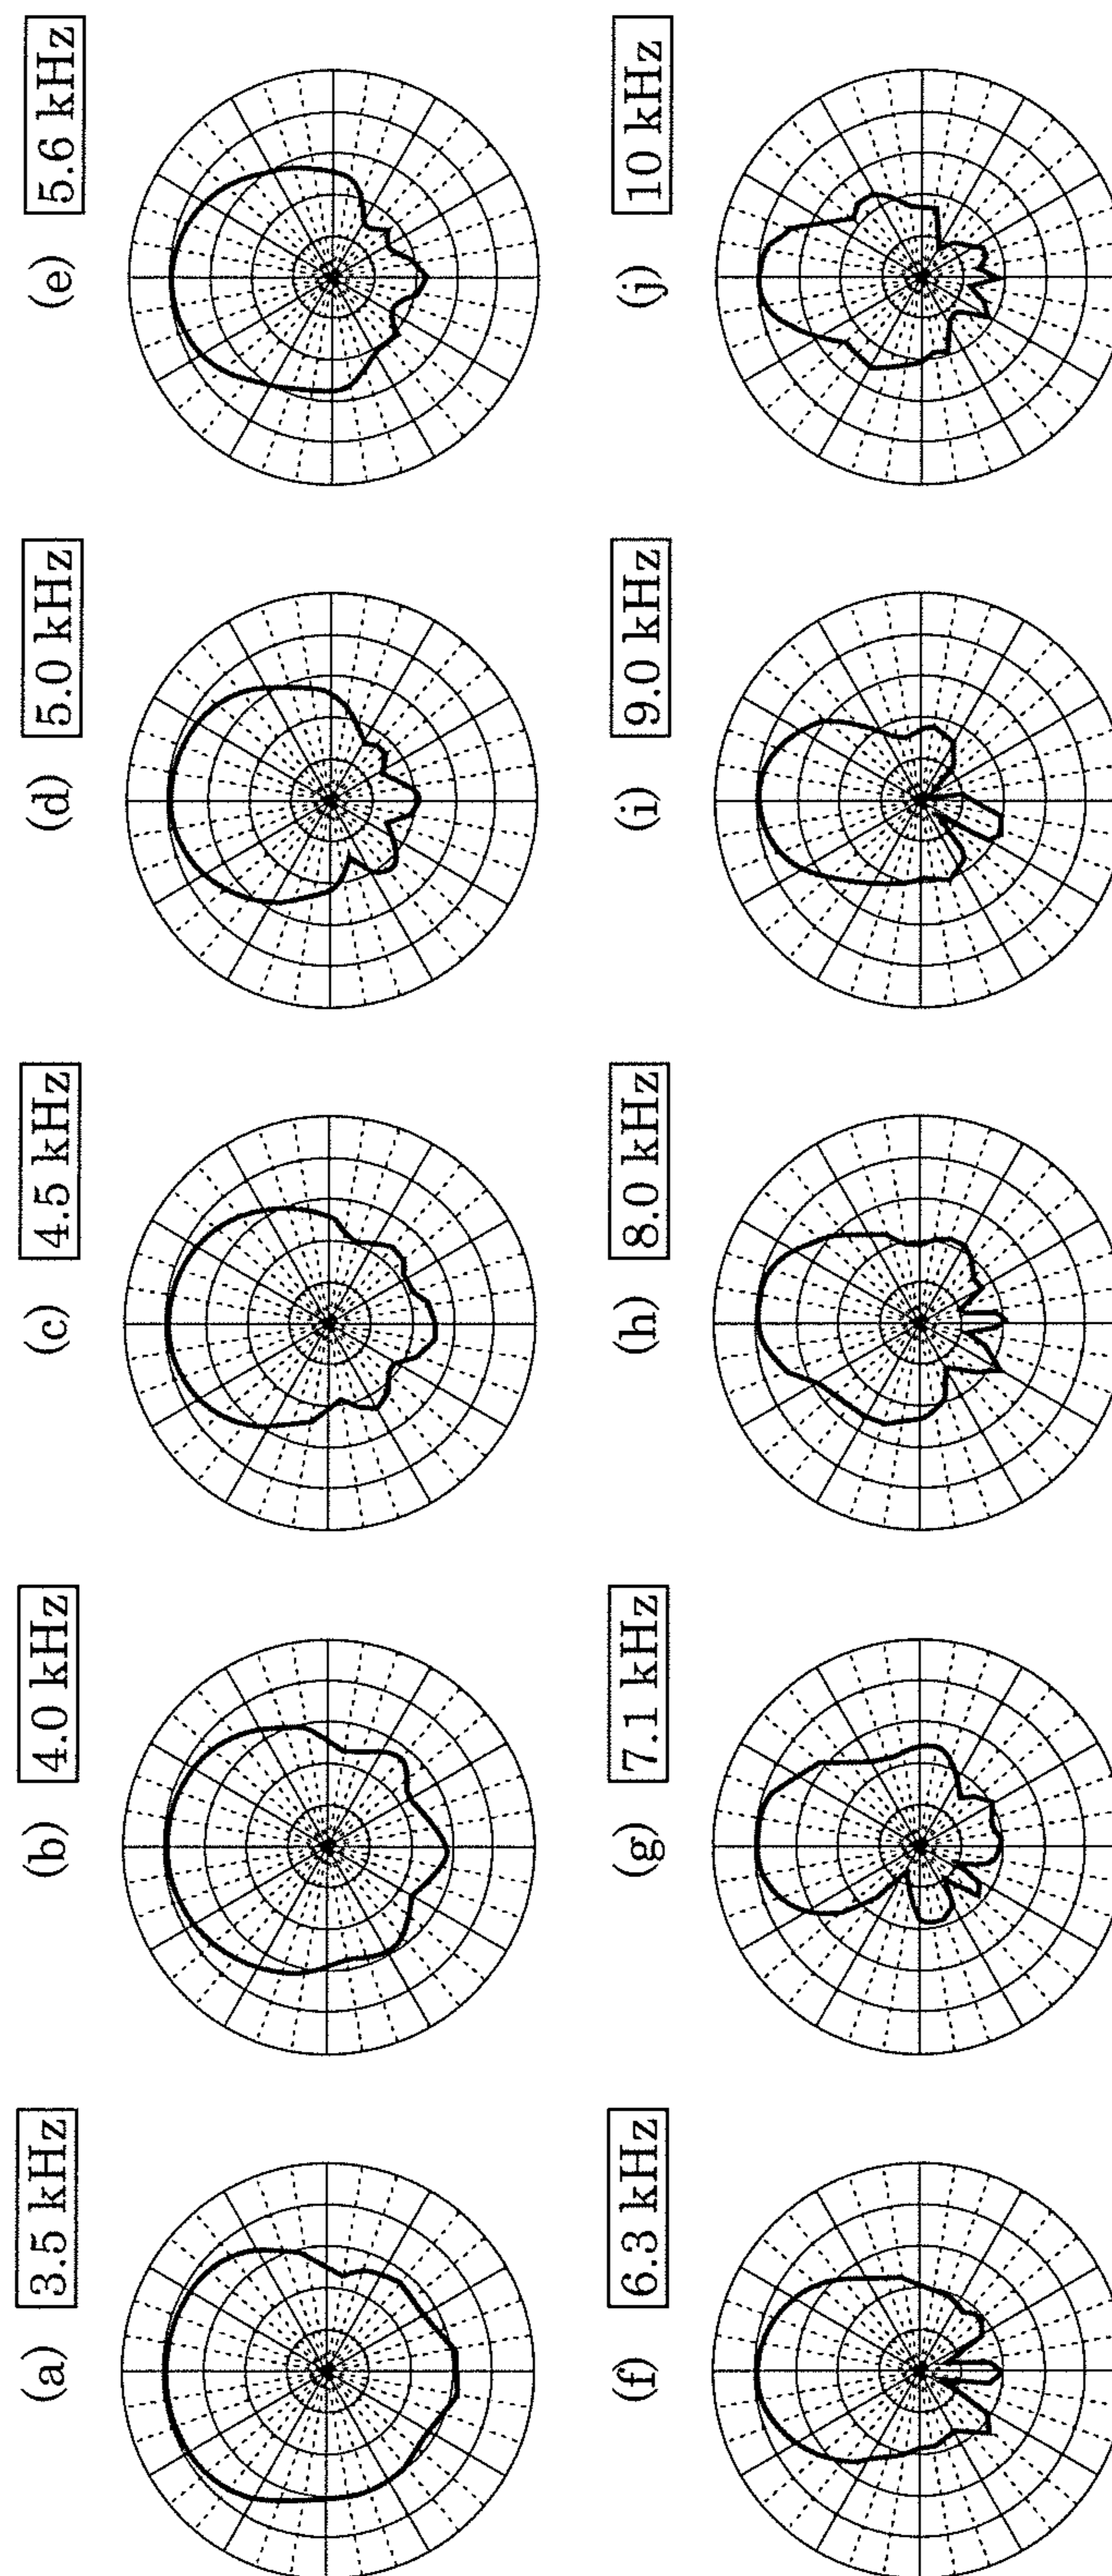 (a) 3.5 kHz
(b) 4.0 kHz
(c) 4.5 kHz
(d) 5.0 kHz
(e) 5.6 kHz
(f) 6.3 kHz
(g) 7.1 kHz
(h) 8.0 kHz
(i) 9.0 kHz
(j) 10 kHz